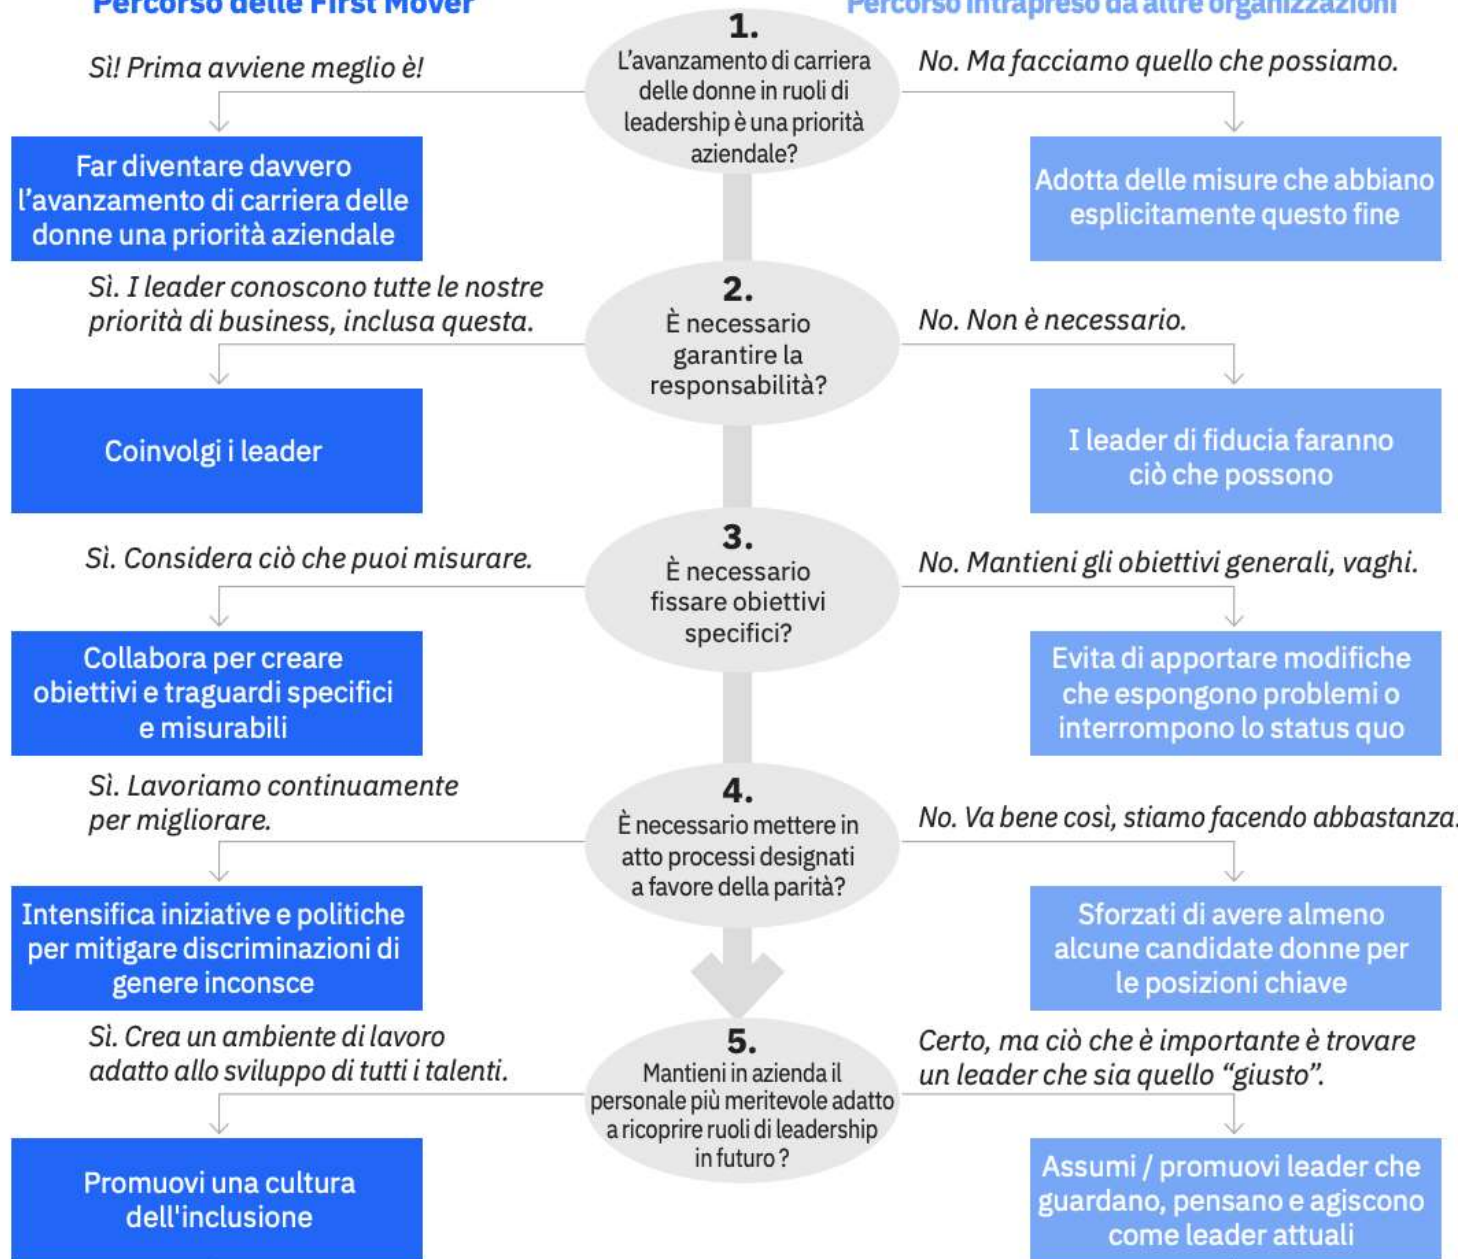 Percorso delle First Mover
Percorso intrapreso da altre organizzazioni
1.
L'avanzamento di carriera
delle donne in ruoli di
leadership è una priorità
aziendale?
Sì! Prima avviene meglio è!
No. Ma facciamo quello che possiamo.
Far diventare davvero
l'avanzamento di carriera delle
donne una priorità aziendale
Adotta delle misure che abbiano
esplicitamente questo fine
2.
È necessario
garantire la
responsabilità?
Sì. I leader conoscono tutte le nostre
priorità di business, inclusa questa.
No. Non è necessario.
Coinvolgi i leader
I leader di fiducia faranno
ciò che possono
3.
È necessario
fissare obiettivi
specifici?
Sì. Considera ciò che puoi misurare.
No. Mantieni gli obiettivi generali, vaghi.
Collabora per creare
obiettivi e traguardi specifici
e misurabili
Evita di apportare modifiche
che espongono problemi o
interrompono lo status quo
4.
È necessario mettere in
atto processi designati
a favore della parità?
Sì. Lavoriamo continuamente
per migliorare.
No. Va bene così, stiamo facendo abbastanza.
Intensifica iniziative e politiche
per mitigare discriminazioni di
genere inconsce
Sforzati di avere almeno
alcune candidate donne per
le posizioni chiave
5.
Mantieni in azienda il
personale più meritevole adatto
a ricoprire ruoli di leadership
in futuro ?
Sì. Crea un ambiente di lavoro
adatto allo sviluppo di tutti i talenti.
Certo, ma ciò che è importante è trovare
un leader che sia quello “giusto”.
Promuovi una cultura
dell'inclusione
Assumi / promuovi leader che
guardano, pensano e agiscono
come leader attuali